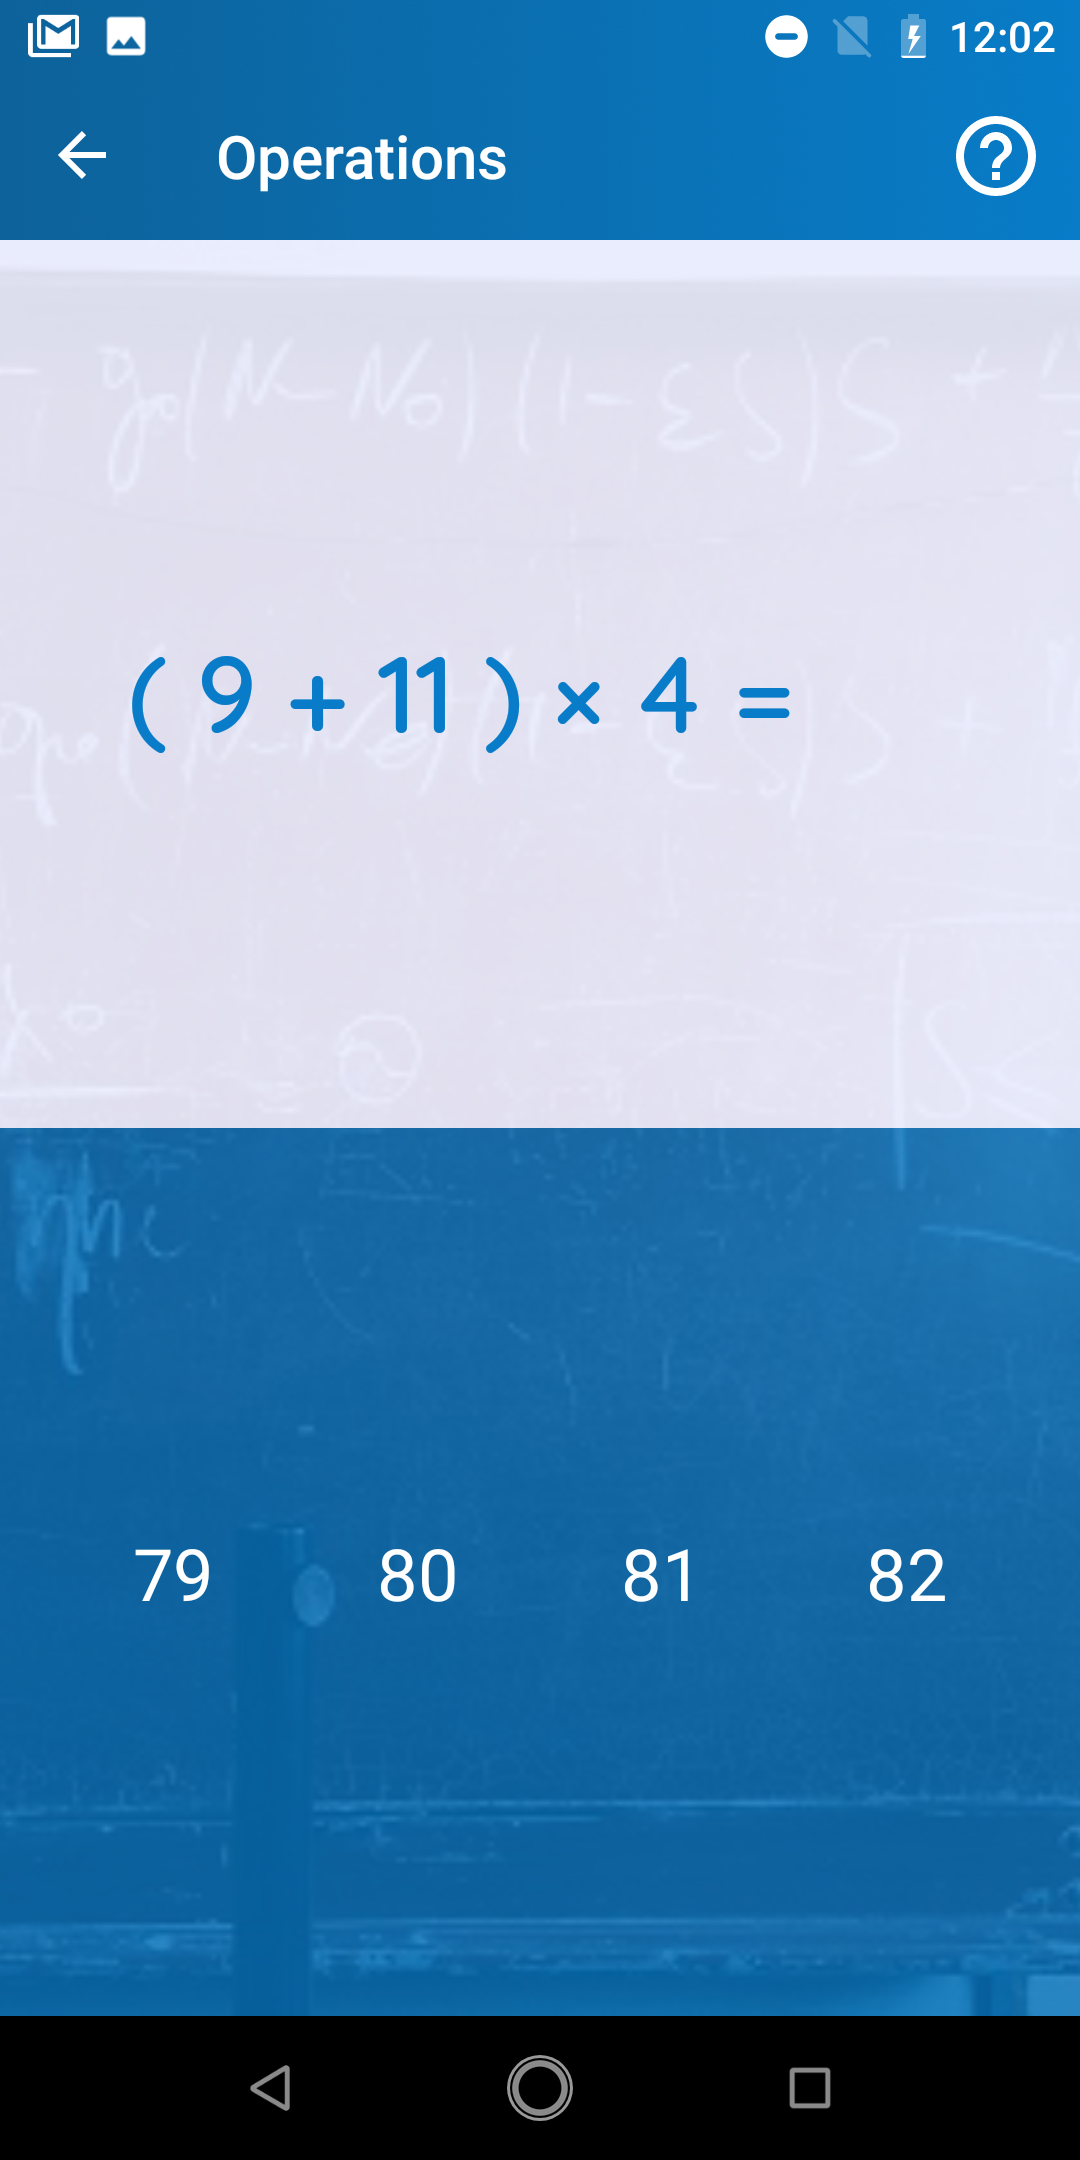 12:02
Operations
( 9 + 11 ) × 4 =
79 80 81 82